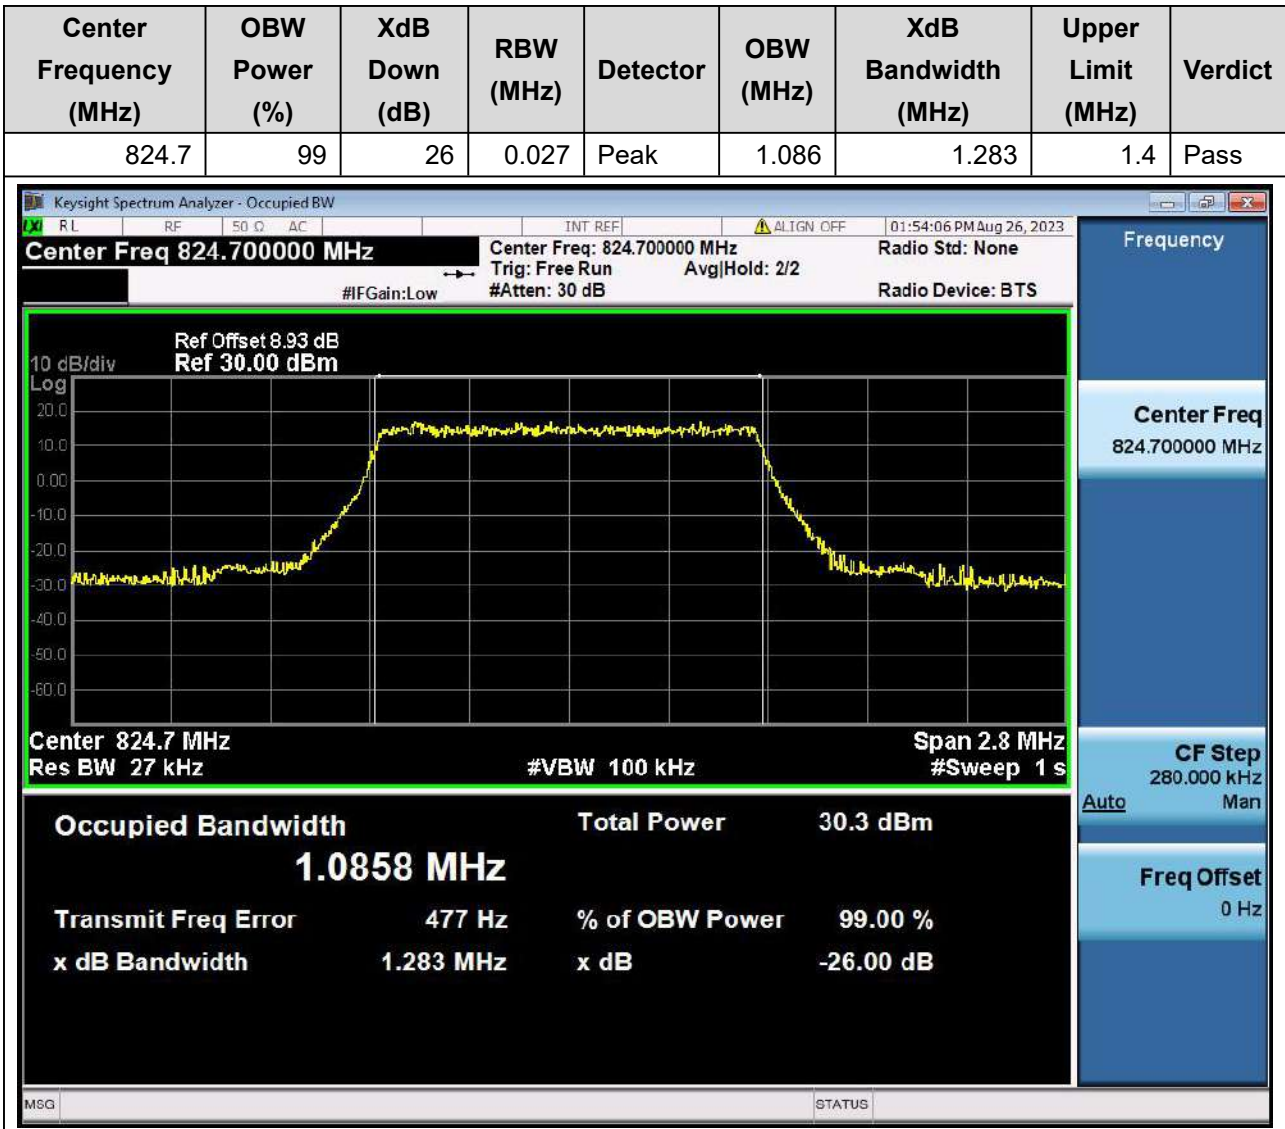 Center Frequency (MHz) OBW Power (%) XdB Down (dB) RBW (MHz) Detector OBW (MHz) XdB Bandwidth (MHz) Upper Limit (MHz) Verdict
824.7 99 26 0.027 Peak 1.086 1.283 1.4 Pass
Keysight Spectrum Analyzer - Occupied BW
LXI RL RF 50 Ω AC INT REF ALIGN OFF 01:54:06 PM Aug 26, 2023
Center Freq 824.700000 MHz
Center Freq: 824.700000 MHz
Radio Std: None
Trig: Free Run Avg|Hold: 2/2
#IFGain:Low
#Atten: 30 dB
Radio Device: BTS
Frequency
Ref Offset 8.93 dB
10 dB/div Ref 30.00 dBm
Log
20.0
10.0
0.00
-10.0
-20.0
-30.0
-40.0
-50.0
-60.0
Center 824.7 MHz Span 2.8 MHz
Res BW 27 kHz #VBW 100 kHz #Sweep 1 s
Center Freq
824.700000 MHz
CF Step
280.000 kHz
Auto Man
Freq Offset
0 Hz
Occupied Bandwidth Total Power 30.3 dBm
1.0858 MHz
Transmit Freq Error 477 Hz % of OBW Power 99.00 %
x dB Bandwidth 1.283 MHz x dB -26.00 dB
MSG STATUS